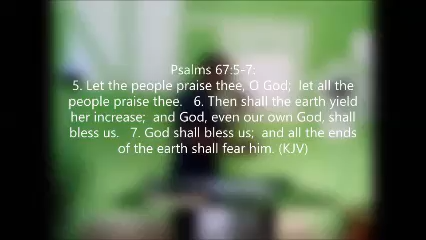 Psalms 67:5-7.
5. Let the people praise thee, O God; let all the
people praise thee. 6. Then shall the earth yield
her increase; and God, even our own God, shall
bless us. 7. God shall bless us; and all the ends
of the earth shall fear him. (KJV)